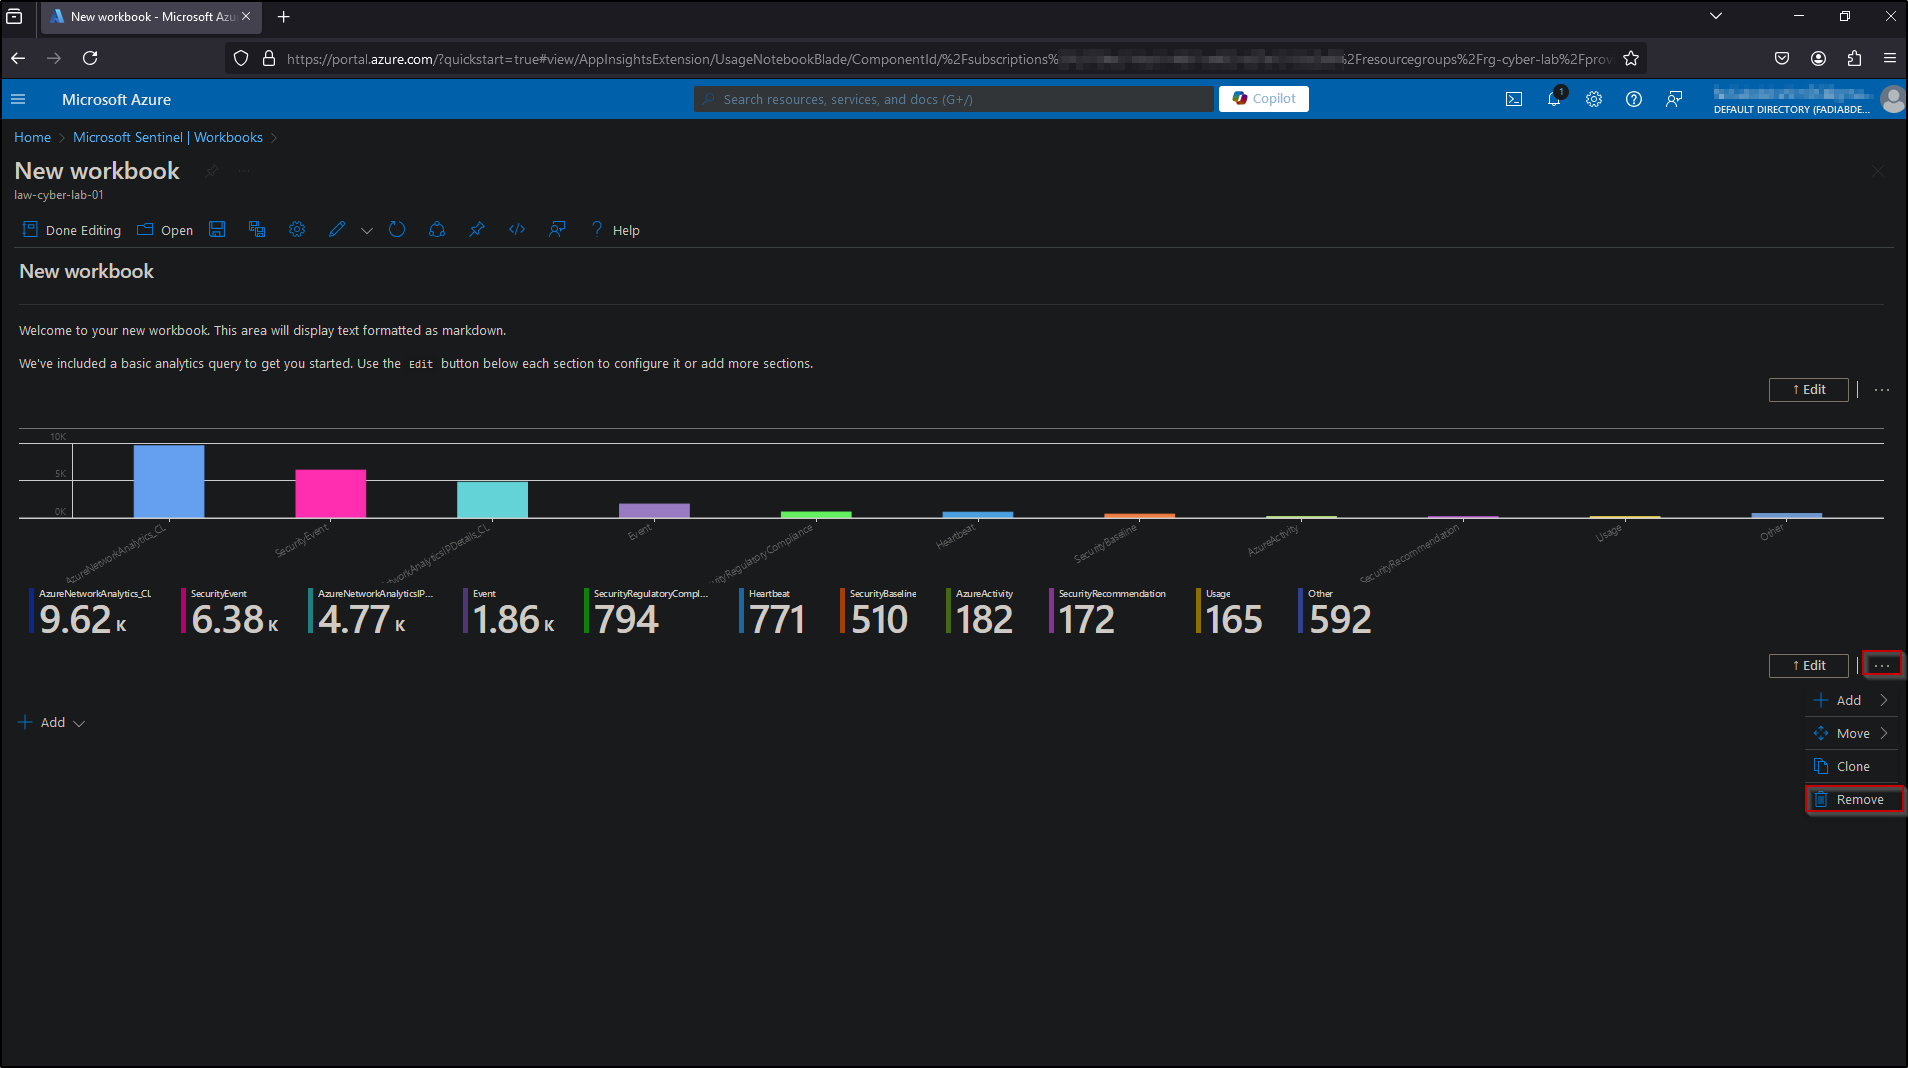 New workbook - Microsoft Azu
https://portal.azure.com/?quickstart=true#view/AppInsightsExtension/UsageNotebookBlade/ComponentId/%2Fsubscriptions% %2Fresourcegroups%2Frg-cyber-lab%2Fprov
Microsoft Azure
Search resources, services, and docs (G+/)
Copilot
1
DEFAULT DIRECTORY (FADIABDE...
Home > Microsoft Sentinel | Workbooks >
New workbook
law-cyber-lab-01
Done Editing
Open
? Help
New workbook
Welcome to your new workbook. This area will display text formatted as markdown.
We've included a basic analytics query to get you started. Use the Edit button below each section to configure it or add more sections.
↑ Edit
10K
5K
0K
AzureNetworkAnalytics_CL
SecurityEvent
tworkAnalyticsIPDetails_CL
Event
urityRegulatoryCompliance
Heartbeat
SecurityBaseline
AzureActivity
SecurityRecommendation
Usage
Other
AzureNetworkAnalytics_CL
9.62 K
SecurityEvent
6.38 K
AzureNetworkAnalyticsIP...
4.77 K
Event
1.86 K
SecurityRegulatoryCompl...
794
Heartbeat
771
SecurityBaseline
510
AzureActivity
182
SecurityRecommendation
172
Usage
165
Other
592
↑ Edit
Add
Add
Move
Clone
Remove